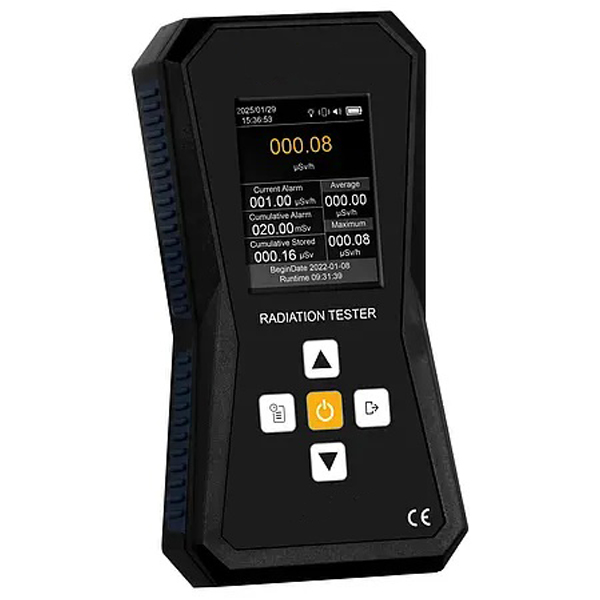 2025/01/29
15:36:53
000.08
μSv/h
Current Alarm
001.00 μSv/h
Cumulative Alarm
020.00 mSv
Cumulative Stored
000.16 μSv
Average
000.00
μSv/h
Maximum
000.08
μSv/h
BeginDate 2022-01-08
Runtime 09:31:39
RADIATION TESTER
CE